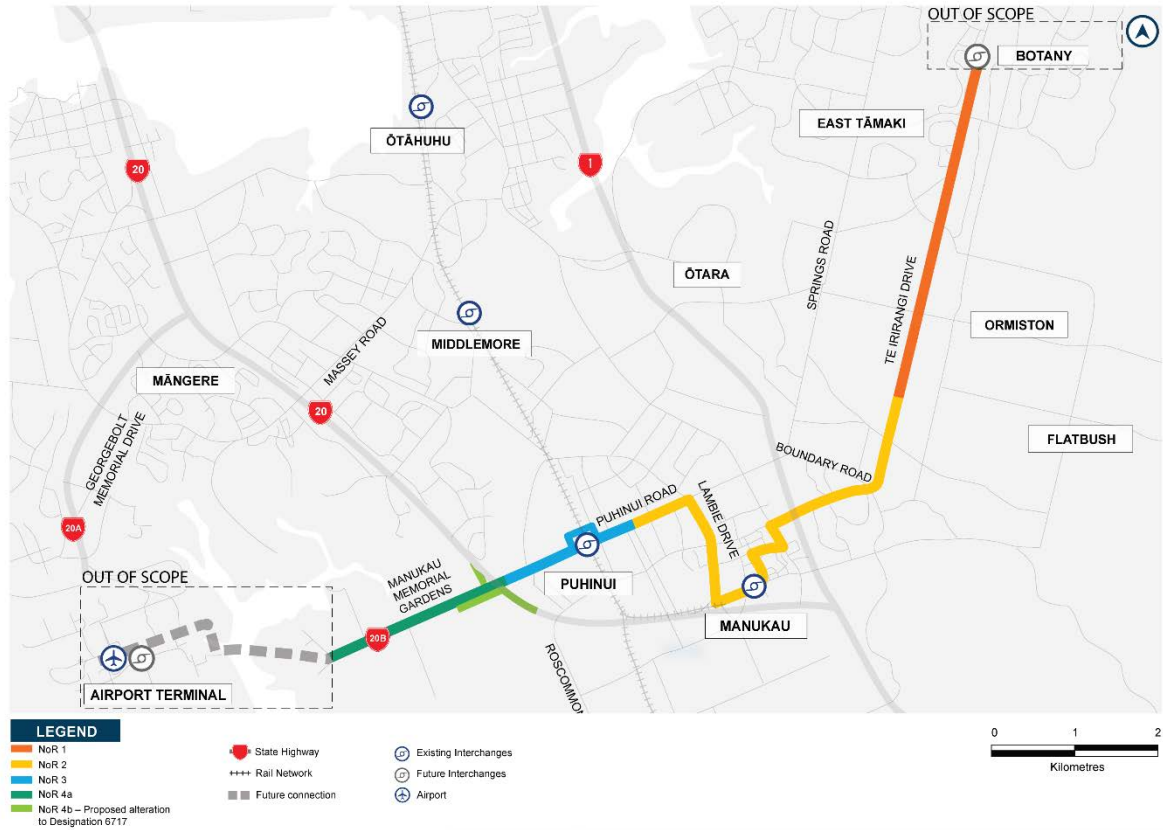 OUT OF SCOPE
BOTANY
EAST TĀMAKI
ŌTĀHUHU
20
1
SPRINGS ROAD
ŌTARA
TE IRIRANGI DRIVE
ORMISTON
MIDDLEMORE
MASSEY ROAD
MĀNGERE
20
FLATBUSH
GEORGEBOLT
MEMORIAL DRIVE
BOUNDARY ROAD
LAMBIE DRIVE
PUHINUI ROAD
20A
OUT OF SCOPE
MANUKAU
MEMORIAL
GARDENS
PUHINUI
MANUKAU
20B
ROSCOMMON
AIRPORT TERMINAL
LEGEND
NoR 1
NoR 2
NoR 3
NoR 4a
NoR 4b – Proposed alteration
to Designation 6717
State Highway
Rail Network
Future connection
Existing Interchanges
Future Interchanges
Airport
0 1 2
Kilometres